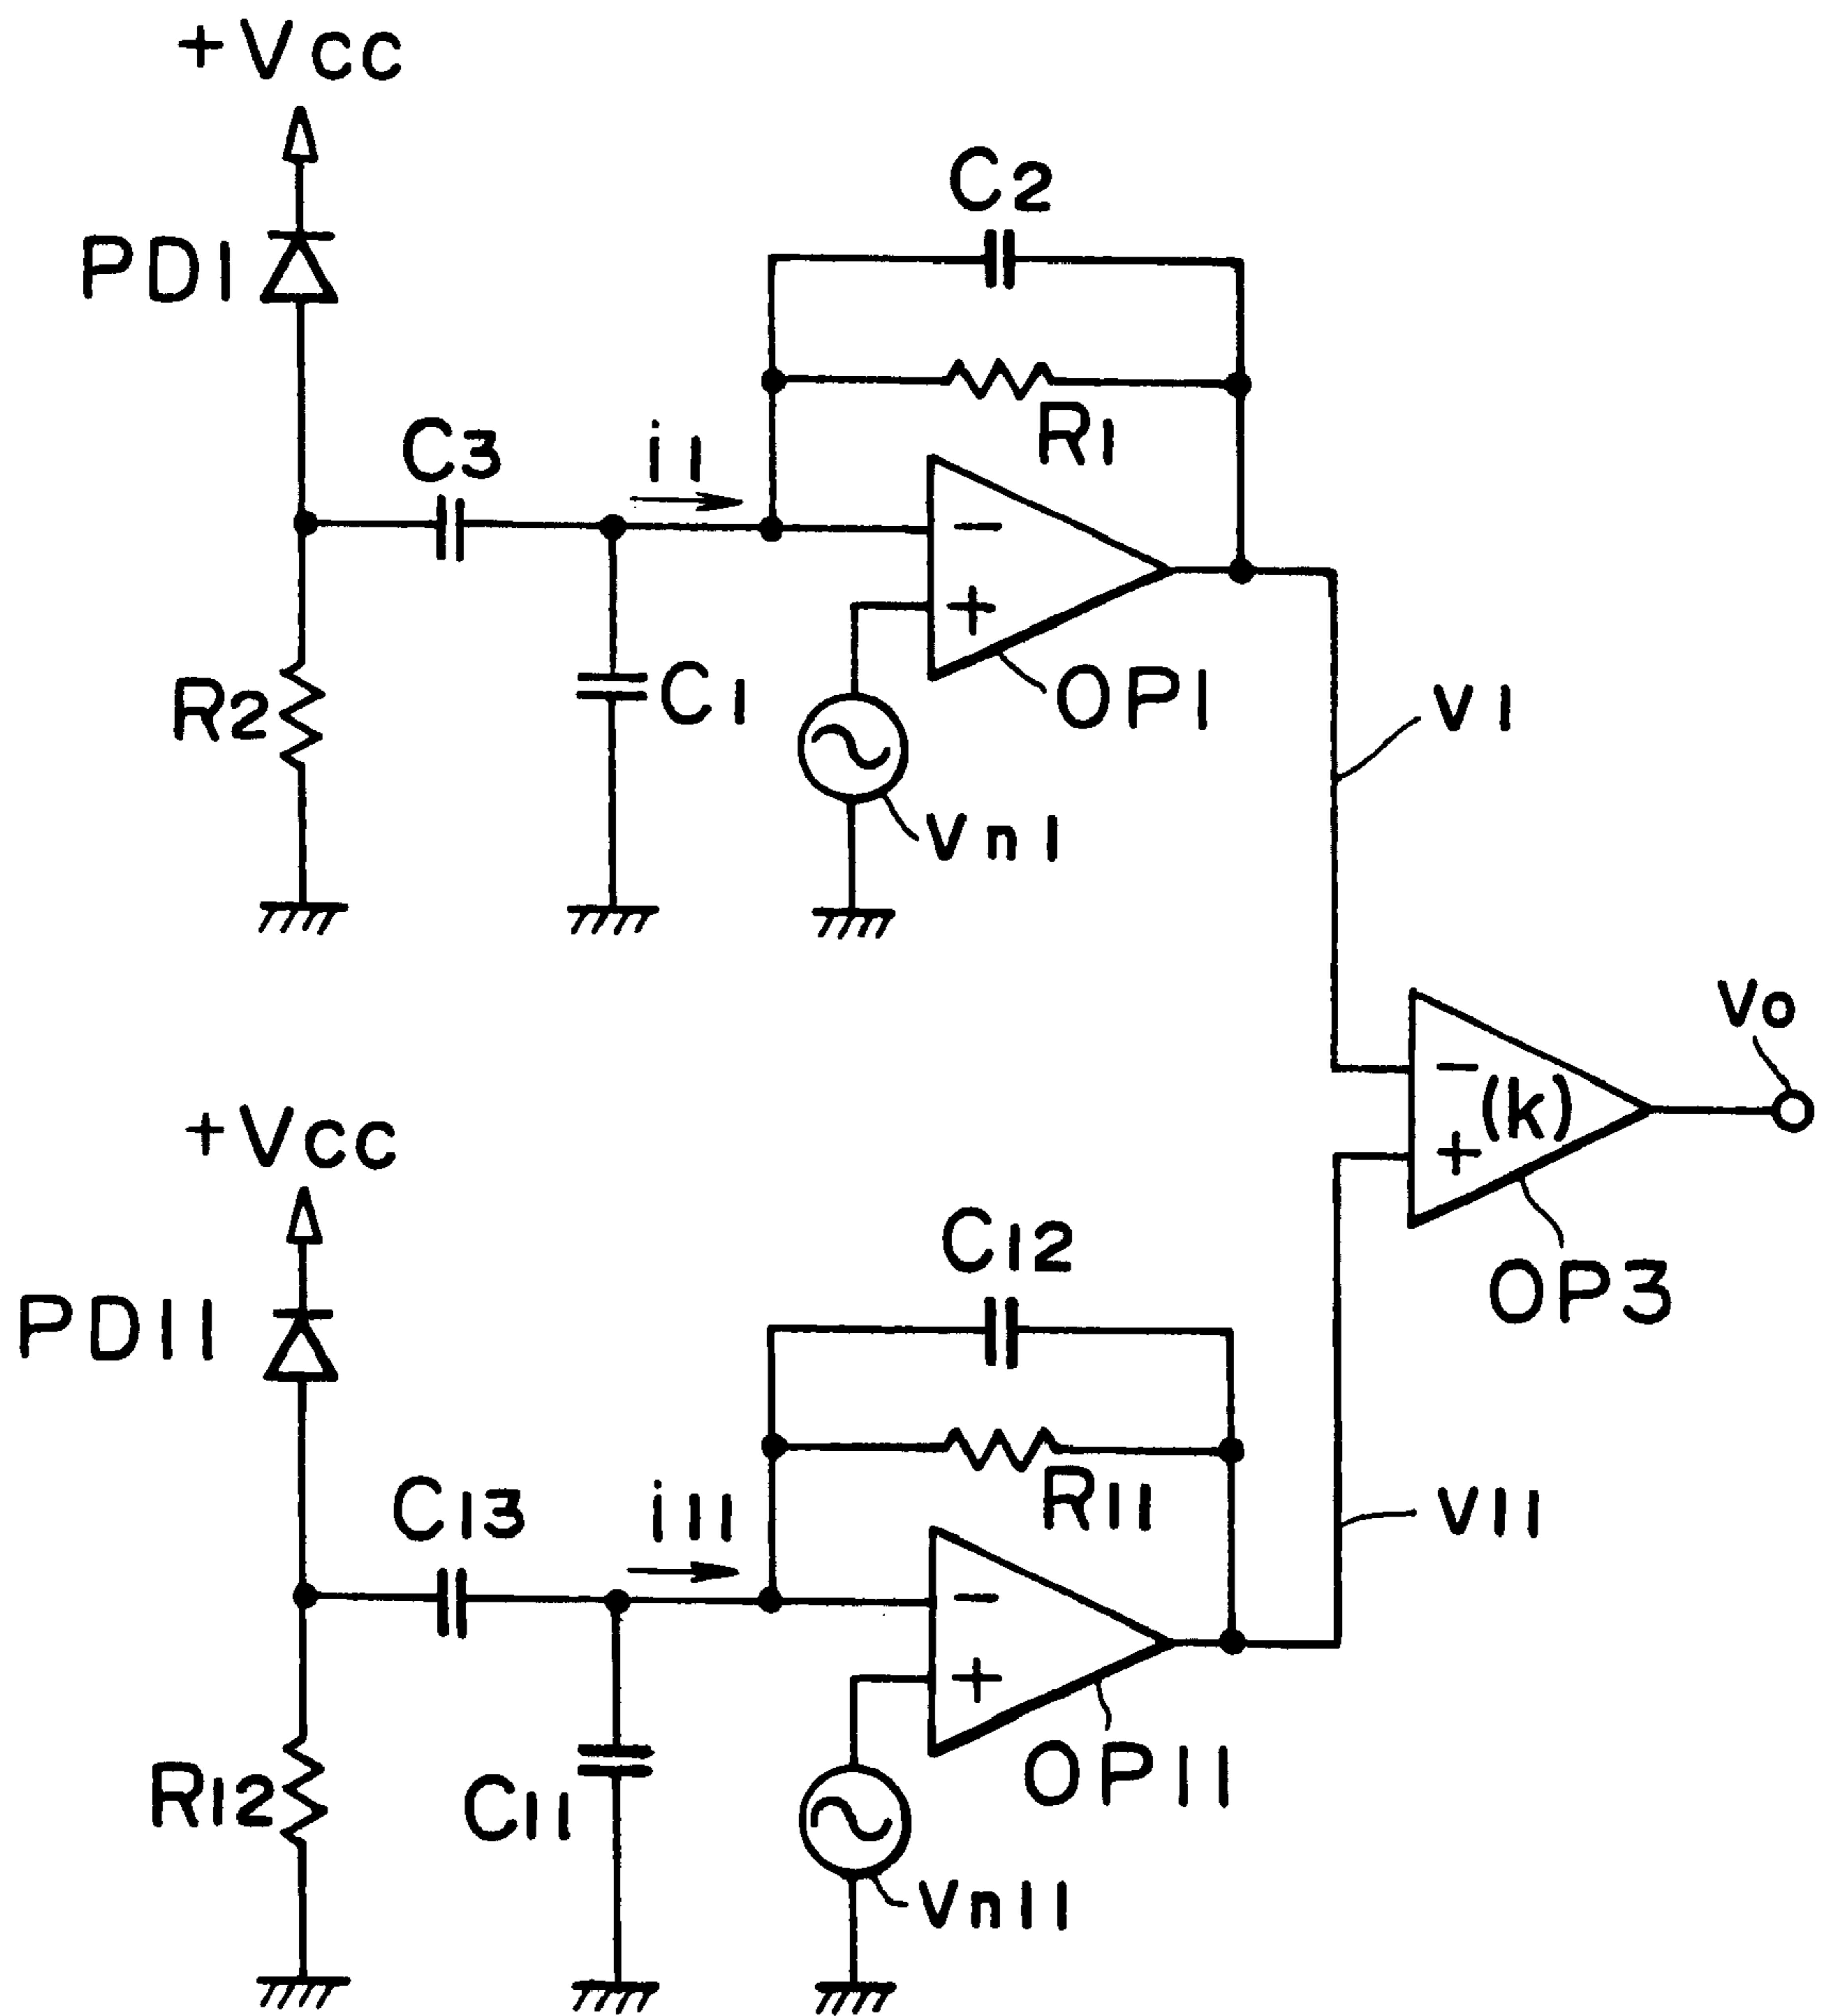 +Vcc
PD1
C2
R1
C3
i1
−
+
OP1
R2
C1
Vn1
v1
Vo
−
(k)
+
OP3
+Vcc
PD11
C12
R11
C13
i11
−
+
OP11
R12
C11
Vn11
v11